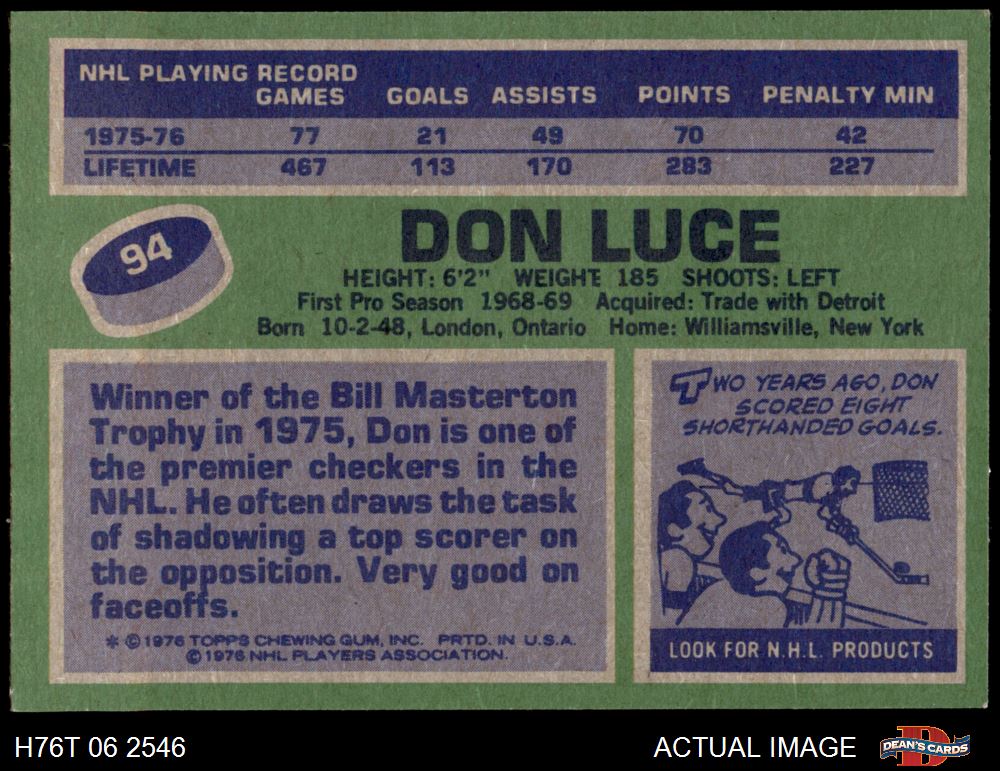 NHL PLAYING RECORD
GAMES GOALS ASSISTS POINTS PENALTY MIN
1975-76 77 21 49 70 42
LIFETIME 467 113 170 283 227
94
DON LUCE
HEIGHT: 6'2" WEIGHT 185 SHOOTS: LEFT
First Pro Season 1968-69 Acquired: Trade with Detroit
Born 10-2-48, London, Ontario Home: Williamsville, New York
Winner of the Bill Masterton
Trophy in 1975, Don is one of
the premier checkers in the
NHL. He often draws the task
of shadowing a top scorer on
the opposition. Very good on
faceoffs.
* © 1976 TOPPS CHEWING GUM, INC. PRTD. IN U.S.A.
© 1976 NHL PLAYERS ASSOCIATION.
TWO YEARS AGO, DON
SCORED EIGHT
SHORTHANDED GOALS.
LOOK FOR N.H.L. PRODUCTS
H76T 06 2546
ACTUAL IMAGE
D
DEAN'S CARDS